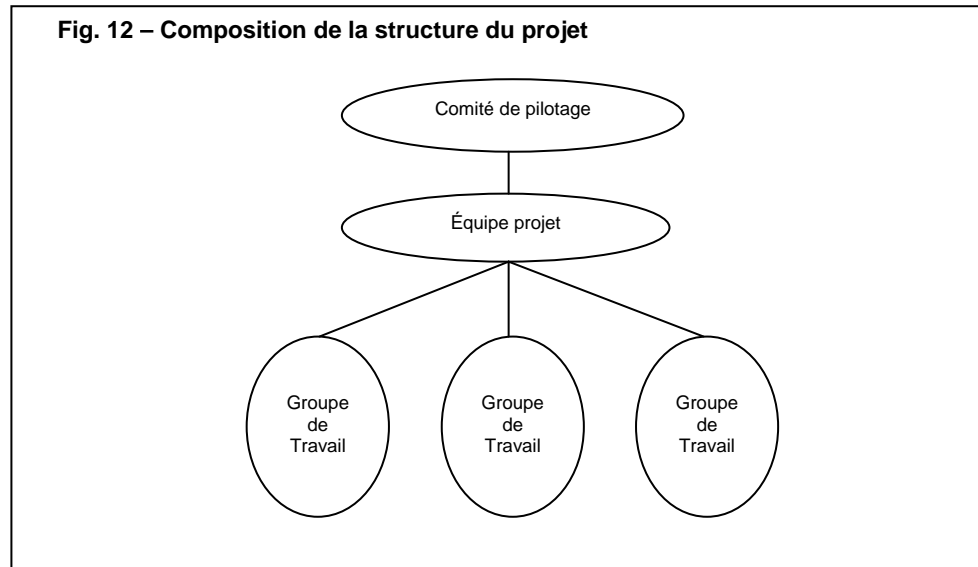 Fig. 12 – Composition de la structure du projet
Comité de pilotage
Équipe projet
Groupe
de
Travail
Groupe
de
Travail
Groupe
de
Travail